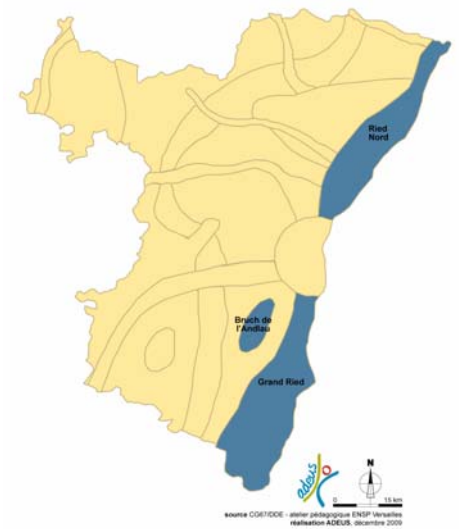 Ried
Nord
Bruch de
l'Andlau
Grand Ried
adeus
N
0 15 km
source CG67/DDE - atelier pédagogique ENSP Versailles
réalisation ADEUS, décembre 2009